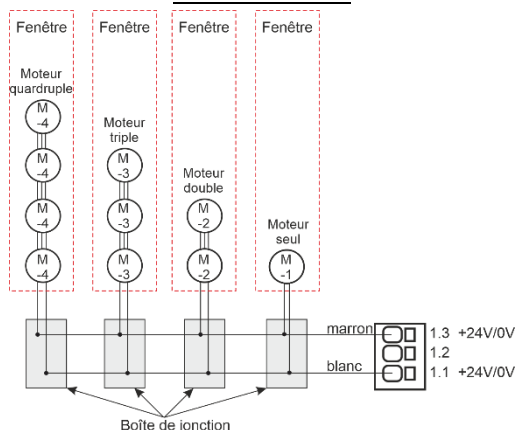 Fenêtre Fenêtre Fenêtre Fenêtre
Moteur
quardruple
M
-4
M
-4
M
-4
M
-4
Moteur
triple
M
-3
M
-3
M
-3
Moteur
double
M
-2
M
-2
Moteur
seul
M
-1
marron
1.3 +24V/0V
1.2
blanc
1.1 +24V/0V
Boîte de jonction